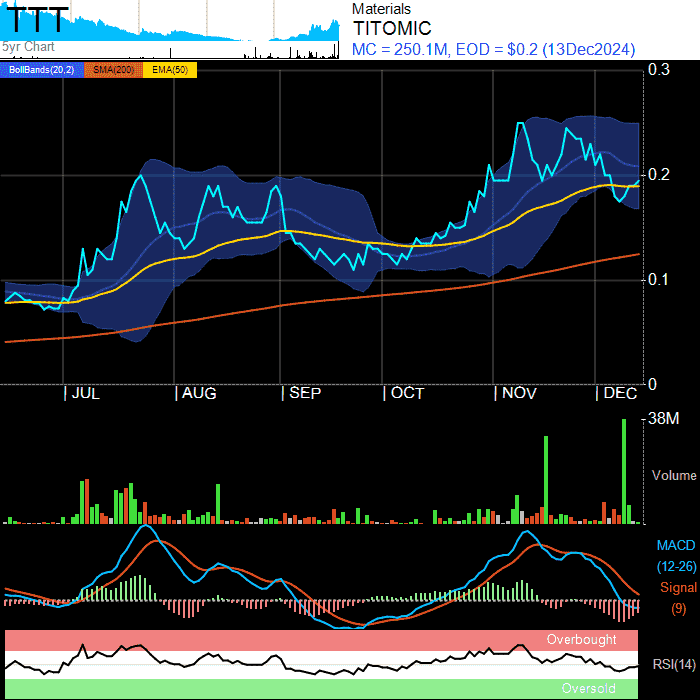 TTT
5yr Chart
Materials
TITOMIC
MC = 250.1M, EOD = $0.2 (13Dec2024)
BollBands(20,2) SMA(200) EMA(50)
0.3
0.2
0.1
0
JUL AUG SEP OCT NOV DEC
38M
Volume
MACD
(12-26)
Signal
(9)
Overbought
RSI(14)
Oversold